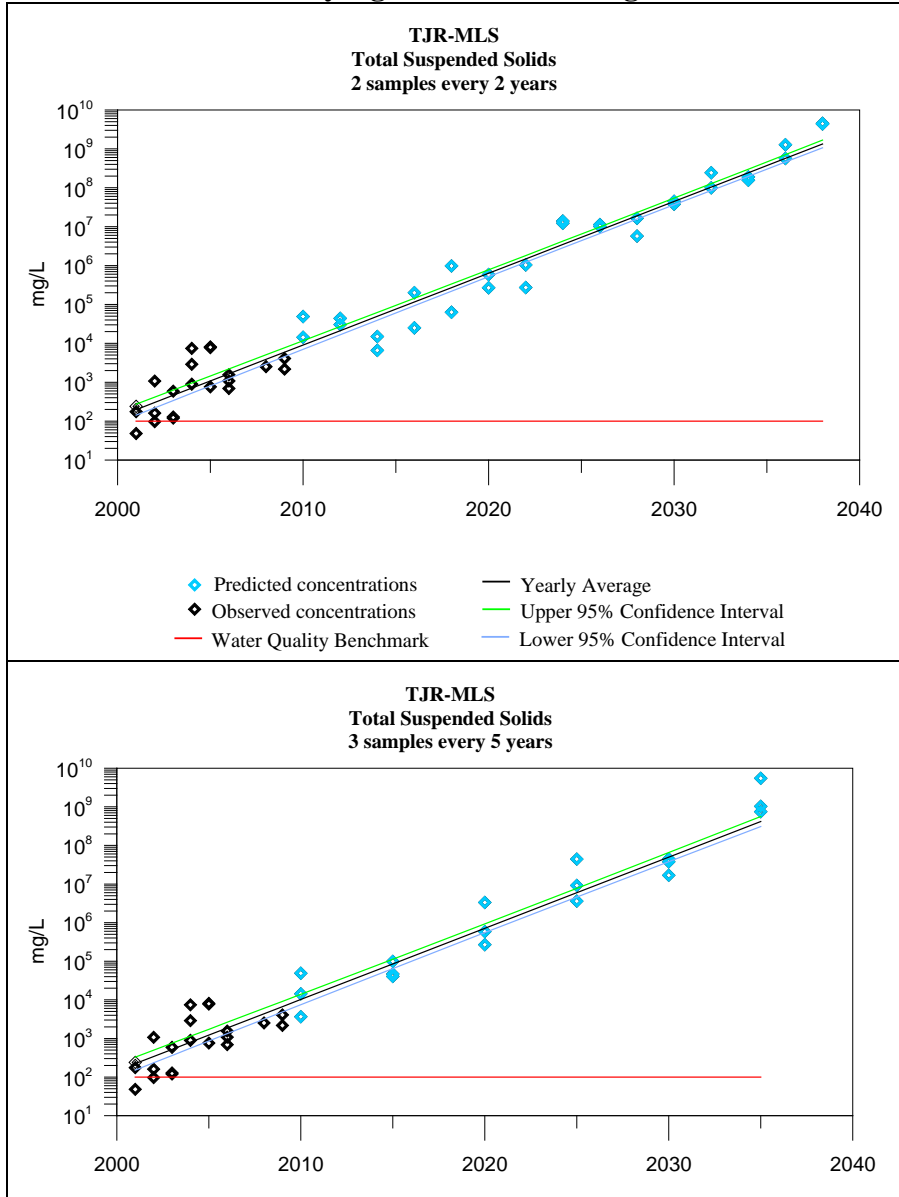 TJR-MLS
Total Suspended Solids
2 samples every 2 years
10^10
10^9
10^8
10^7
10^6
10^5
10^4
10^3
10^2
10^1
mg/L
2000 2010 2020 2030 2040
Predicted concentrations Yearly Average
Observed concentrations Upper 95% Confidence Interval
Water Quality Benchmark Lower 95% Confidence Interval
TJR-MLS
Total Suspended Solids
3 samples every 5 years
10^10
10^9
10^8
10^7
10^6
10^5
10^4
10^3
10^2
10^1
mg/L
2000 2010 2020 2030 2040